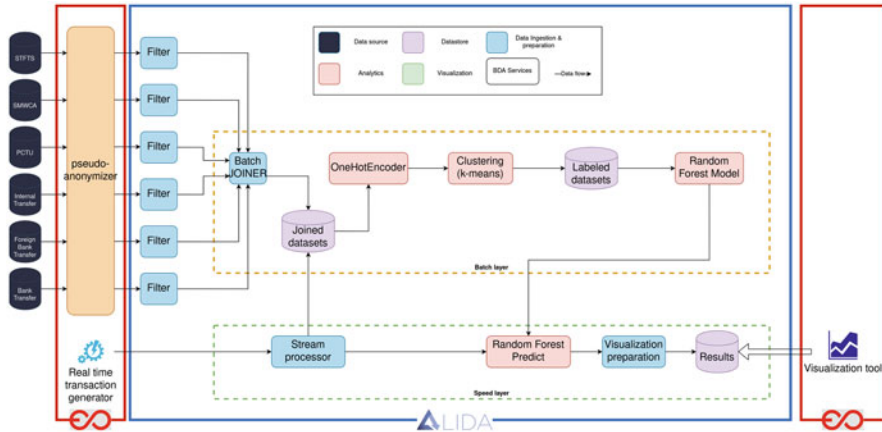 Data source
Datastore
Data Ingestion &
preparation
Analytics
Visualization
BDA Services
Data flow
STFTS
SMWCA
PCTU
Internal
Transfer
Foreign
Bank
Transfer
Bank
Transfer
pseudo-
anonymizer
Filter
Filter
Filter
Filter
Filter
Filter
Batch
JOINER
Joined
datasets
OneHotEncoder
Clustering
(k-means)
Labeled
datasets
Random
Forest Model
Batch layer
Real time
transaction
generator
Stream
processor
Random Forest
Predict
Visualization
preparation
Results
Speed layer
Visualization tool
ALIDA